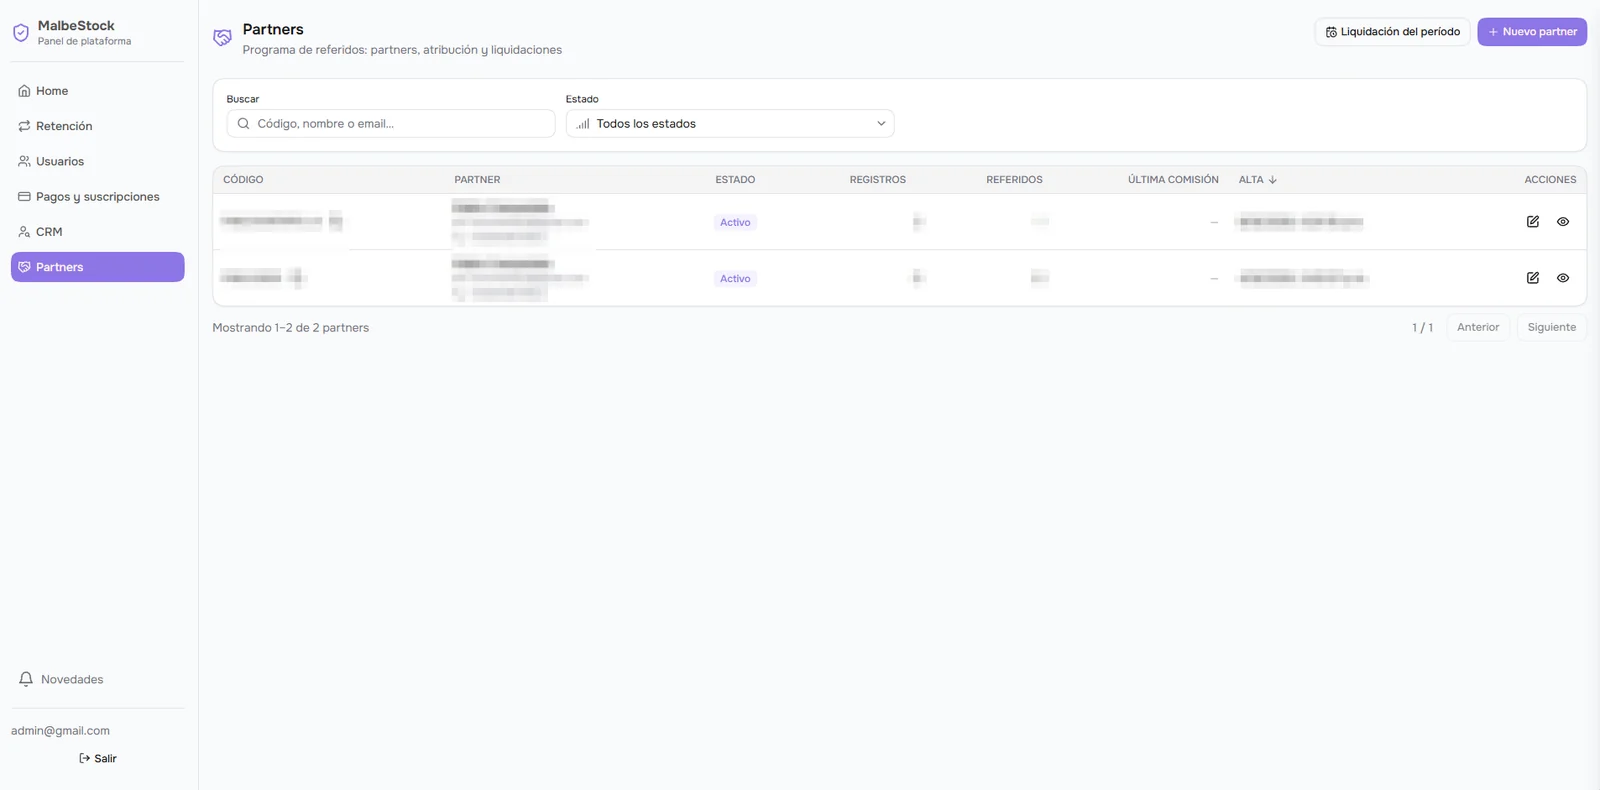 MalbeStock
Panel de plataforma
Home
Retención
Usuarios
Pagos y suscripciones
CRM
Partners
Novedades
admin@gmail.com
Salir
Partners
Programa de referidos: partners, atribución y liquidaciones
Liquidación del período
+ Nuevo partner
Buscar
Código, nombre o email...
Estado
Todos los estados
CÓDIGO PARTNER ESTADO REGISTROS REFERIDOS ÚLTIMA COMISIÓN ALTA ↓ ACCIONES
Activo –
Activo –
Mostrando 1–2 de 2 partners
1 / 1 Anterior Siguiente